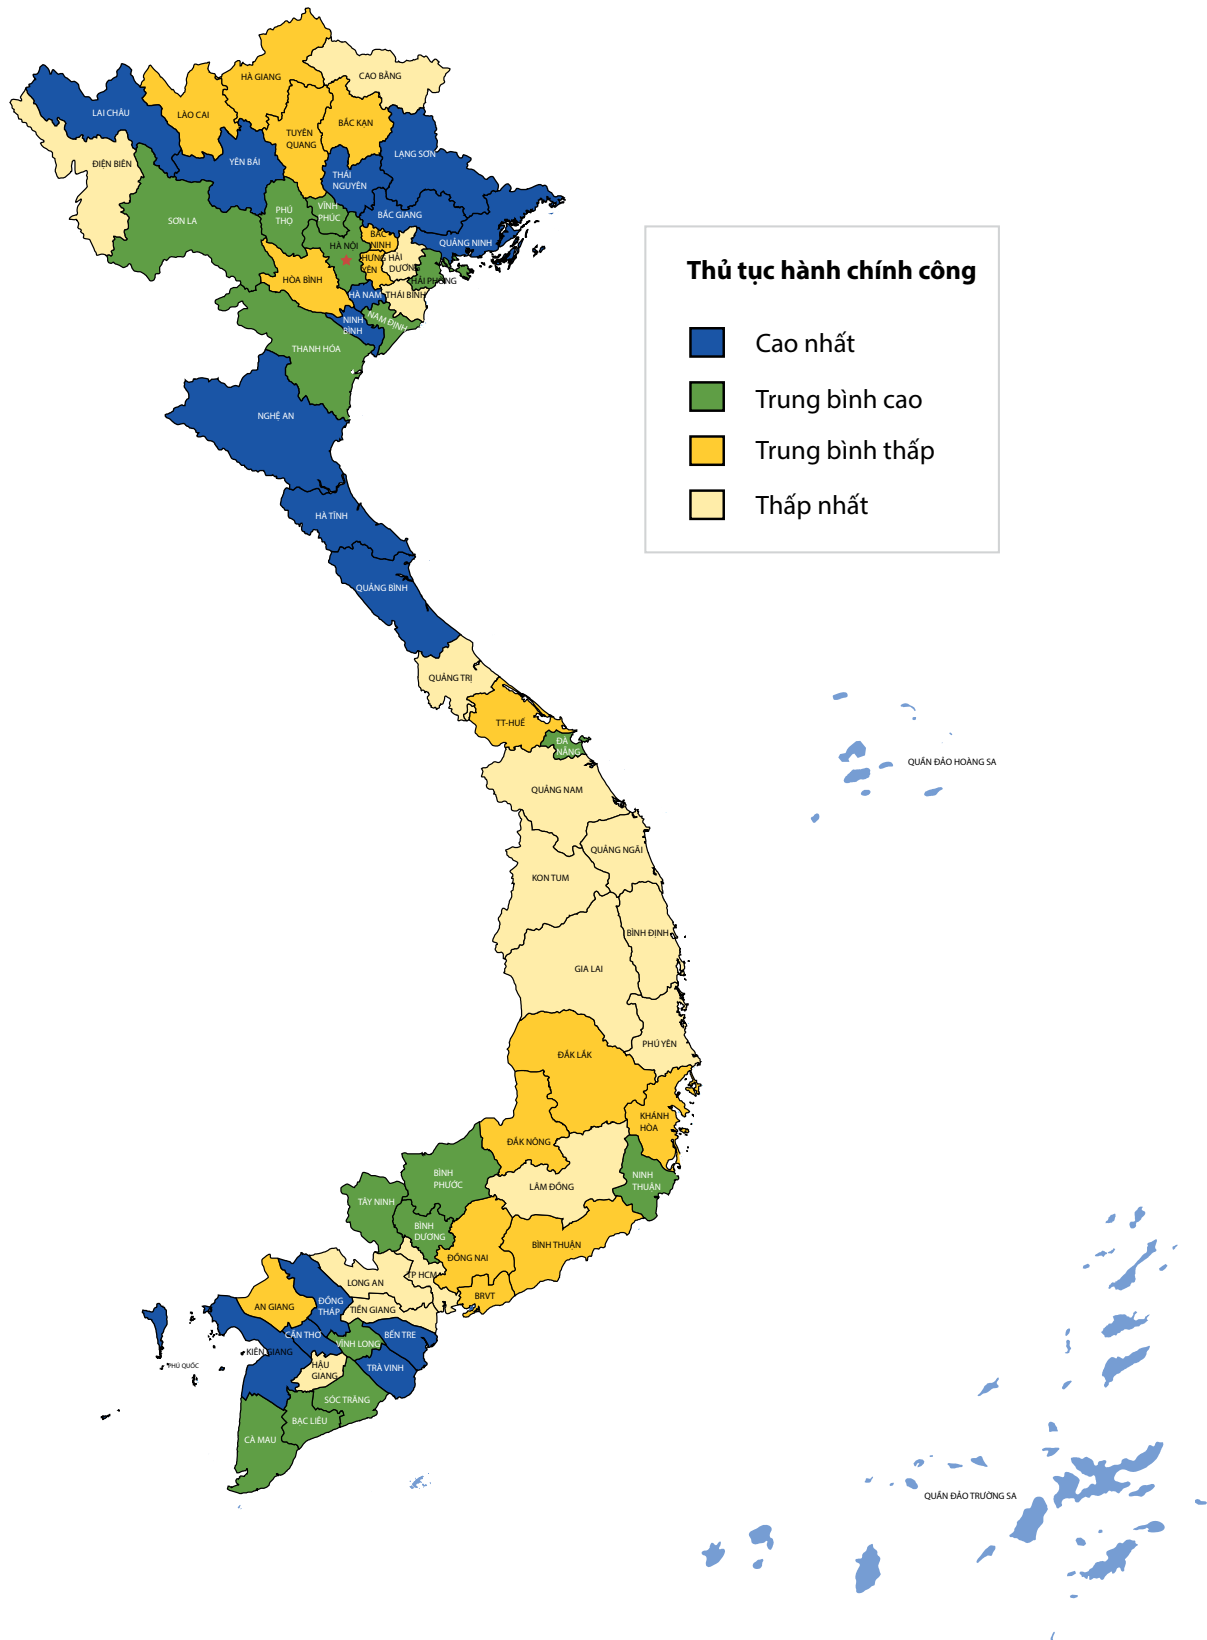 HÀ GIANG
CAO BẰNG
LAI CHÂU
LÀO CAI
BẮC KẠN
TUYÊN
QUANG
LẠNG SƠN
ĐIỆN BIÊN
YÊN BÁI
THÁI
NGUYÊN
SƠN LA
PHÚ
THỌ
VĨNH
PHÚC
BẮC GIANG
HÀ NỘI
BẮC
NINH
QUẢNG NINH
HƯNG
YÊN
HẢI
DƯƠNG
HÒA BÌNH
HẢI PHÒNG
HÀ NAM
THÁI BÌNH
NINH
BÌNH
NAM ĐỊNH
THANH HÓA
NGHỆ AN
HÀ TĨNH
QUẢNG BÌNH
Thủ tục hành chính công
Cao nhất
Trung bình cao
Trung bình thấp
Thấp nhất
QUẢNG TRỊ
TT-HUẾ
ĐÀ
NẴNG
QUẦN ĐẢO HOÀNG SA
QUẢNG NAM
QUẢNG NGÃI
KON TUM
BÌNH ĐỊNH
GIA LAI
PHÚ YÊN
ĐẮK LẮK
KHÁNH
HÒA
ĐẮK NÔNG
BÌNH
PHƯỚC
LÂM ĐỒNG
NINH
THUẬN
TÂY NINH
BÌNH
DƯƠNG
BÌNH THUẬN
ĐỒNG NAI
TP HCM
LONG AN
BRVT
AN GIANG
ĐỒNG
THÁP
TIỀN GIANG
CẦN THƠ
BẾN TRE
VĨNH LONG
KIÊN GIANG
PHÚ QUỐC
HẬU
GIANG
TRÀ VINH
SÓC TRĂNG
BẠC LIÊU
CÀ MAU
QUẦN ĐẢO TRƯỜNG SA